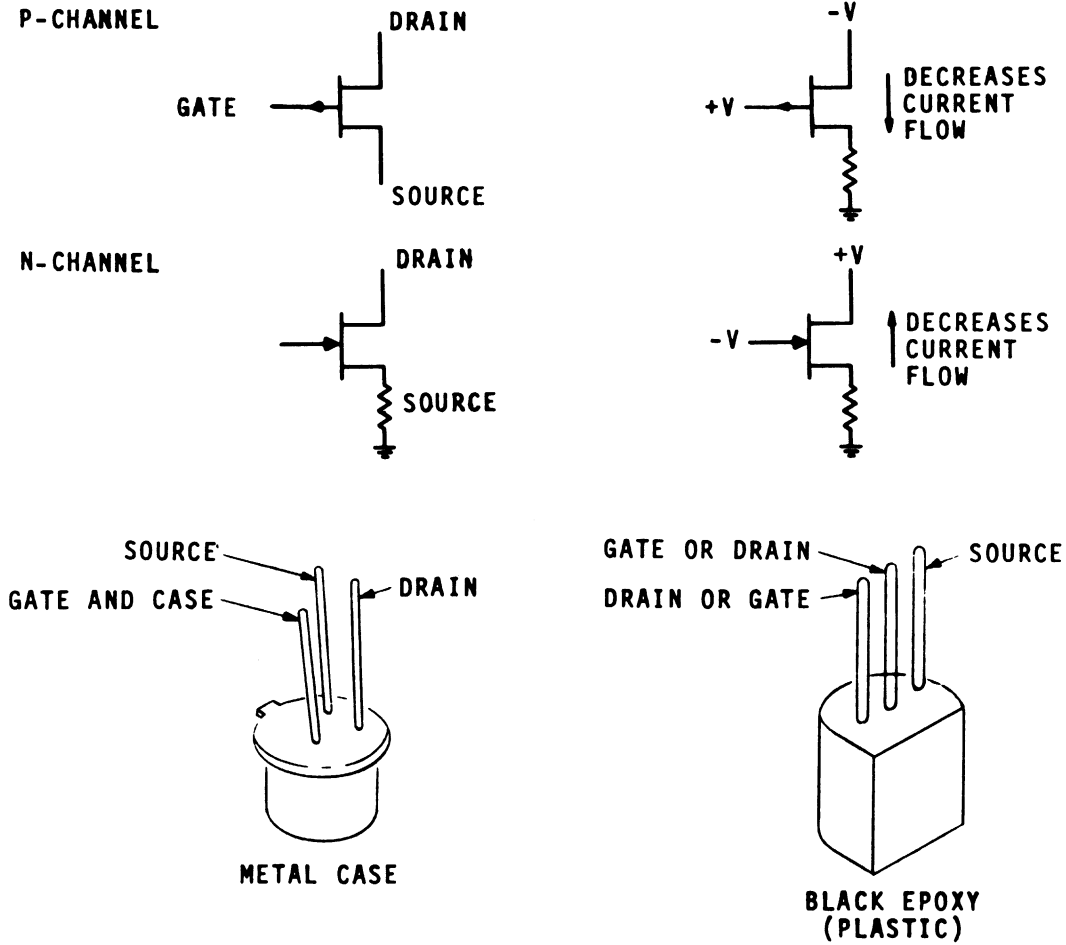 P-CHANNEL
DRAIN
GATE
SOURCE
-V
+V
DECREASES
CURRENT
FLOW
N-CHANNEL
DRAIN
SOURCE
+V
-V
DECREASES
CURRENT
FLOW
SOURCE
GATE AND CASE
DRAIN
METAL CASE
GATE OR DRAIN
DRAIN OR GATE
SOURCE
BLACK EPOXY
(PLASTIC)